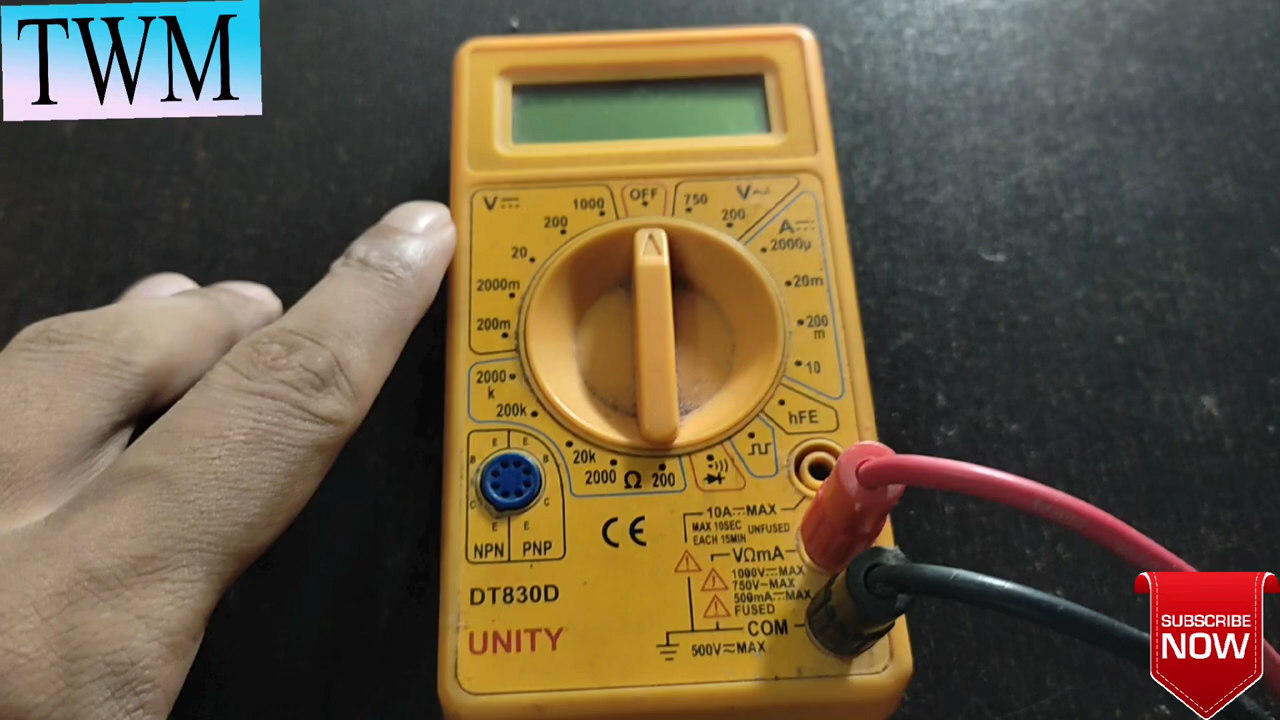 TWM
OFF
V⎓
1000
200
20
2000m
200m
2000
k
200k
20k
2000
Ω
200
750
V~
200
A⎓
2000µ
20m
200
m
10
hFE
E E
B B
C C
E E
NPN PNP
CE
10A⎓MAX
MAX 10SEC
EACH 15MIN
UNFUSED
VΩmA
1000V⎓MAX
750V~MAX
500mA⎓MAX
FUSED
COM
500V≂MAX
DT830D
UNITY
SUBSCRIBE
NOW